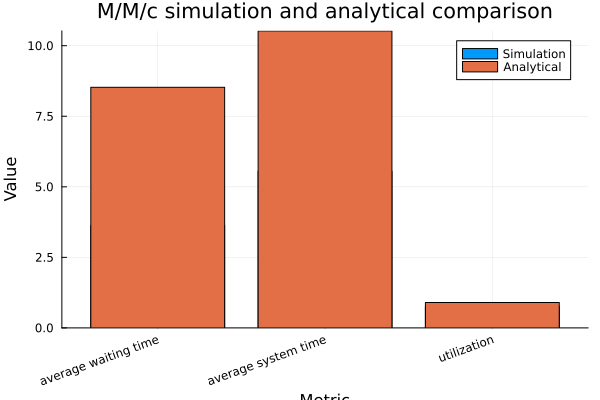 M/M/c simulation and analytical comparison
Value
10.0
7.5
5.0
2.5
0.0
Simulation
Analytical
average waiting time
average system time
utilization
Metric